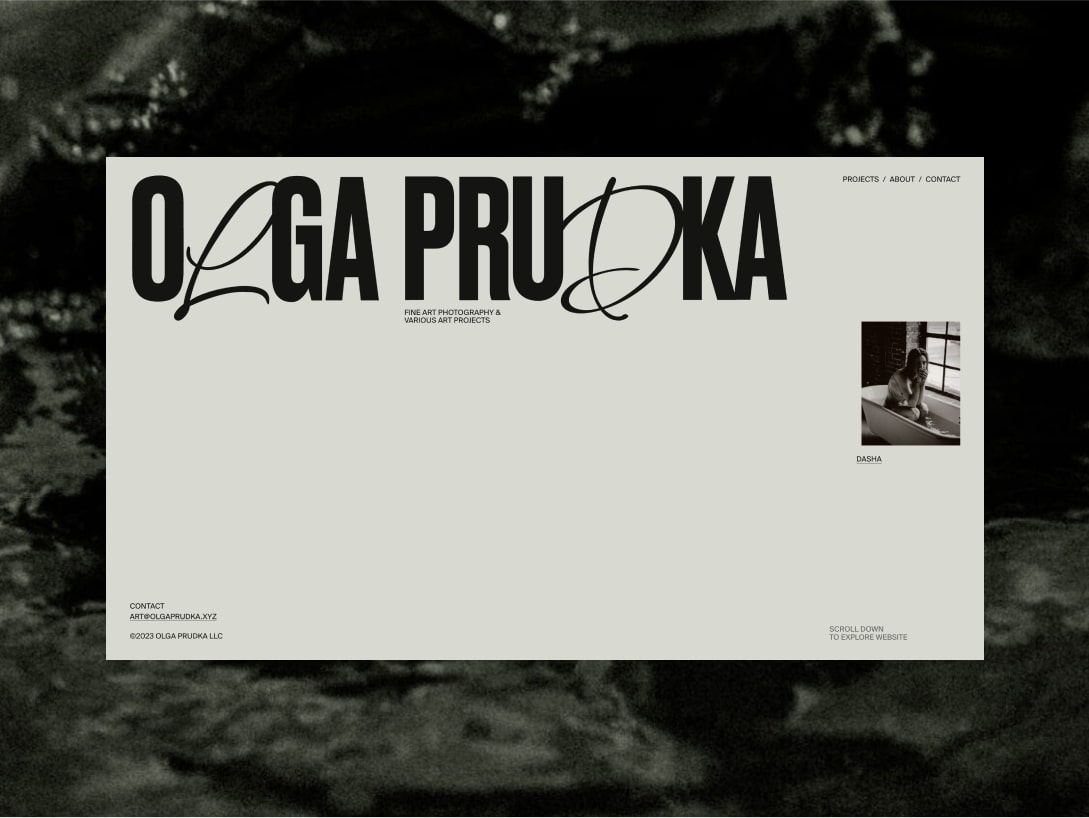 OLGA PRUDKA
PROJECTS / ABOUT / CONTACT
FINE ART PHOTOGRAPHY &
VARIOUS ART PROJECTS
DASHA
CONTACT
ART@OLGAPRUDKA.XYZ
©2023 OLGA PRUDKA LLC
SCROLL DOWN
TO EXPLORE WEBSITE